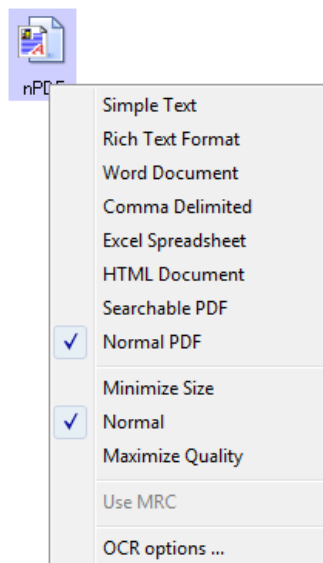 nPDF
Simple Text
Rich Text Format
Word Document
Comma Delimited
Excel Spreadsheet
HTML Document
Searchable PDF
Normal PDF
Minimize Size
Normal
Maximize Quality
Use MRC
OCR options ...